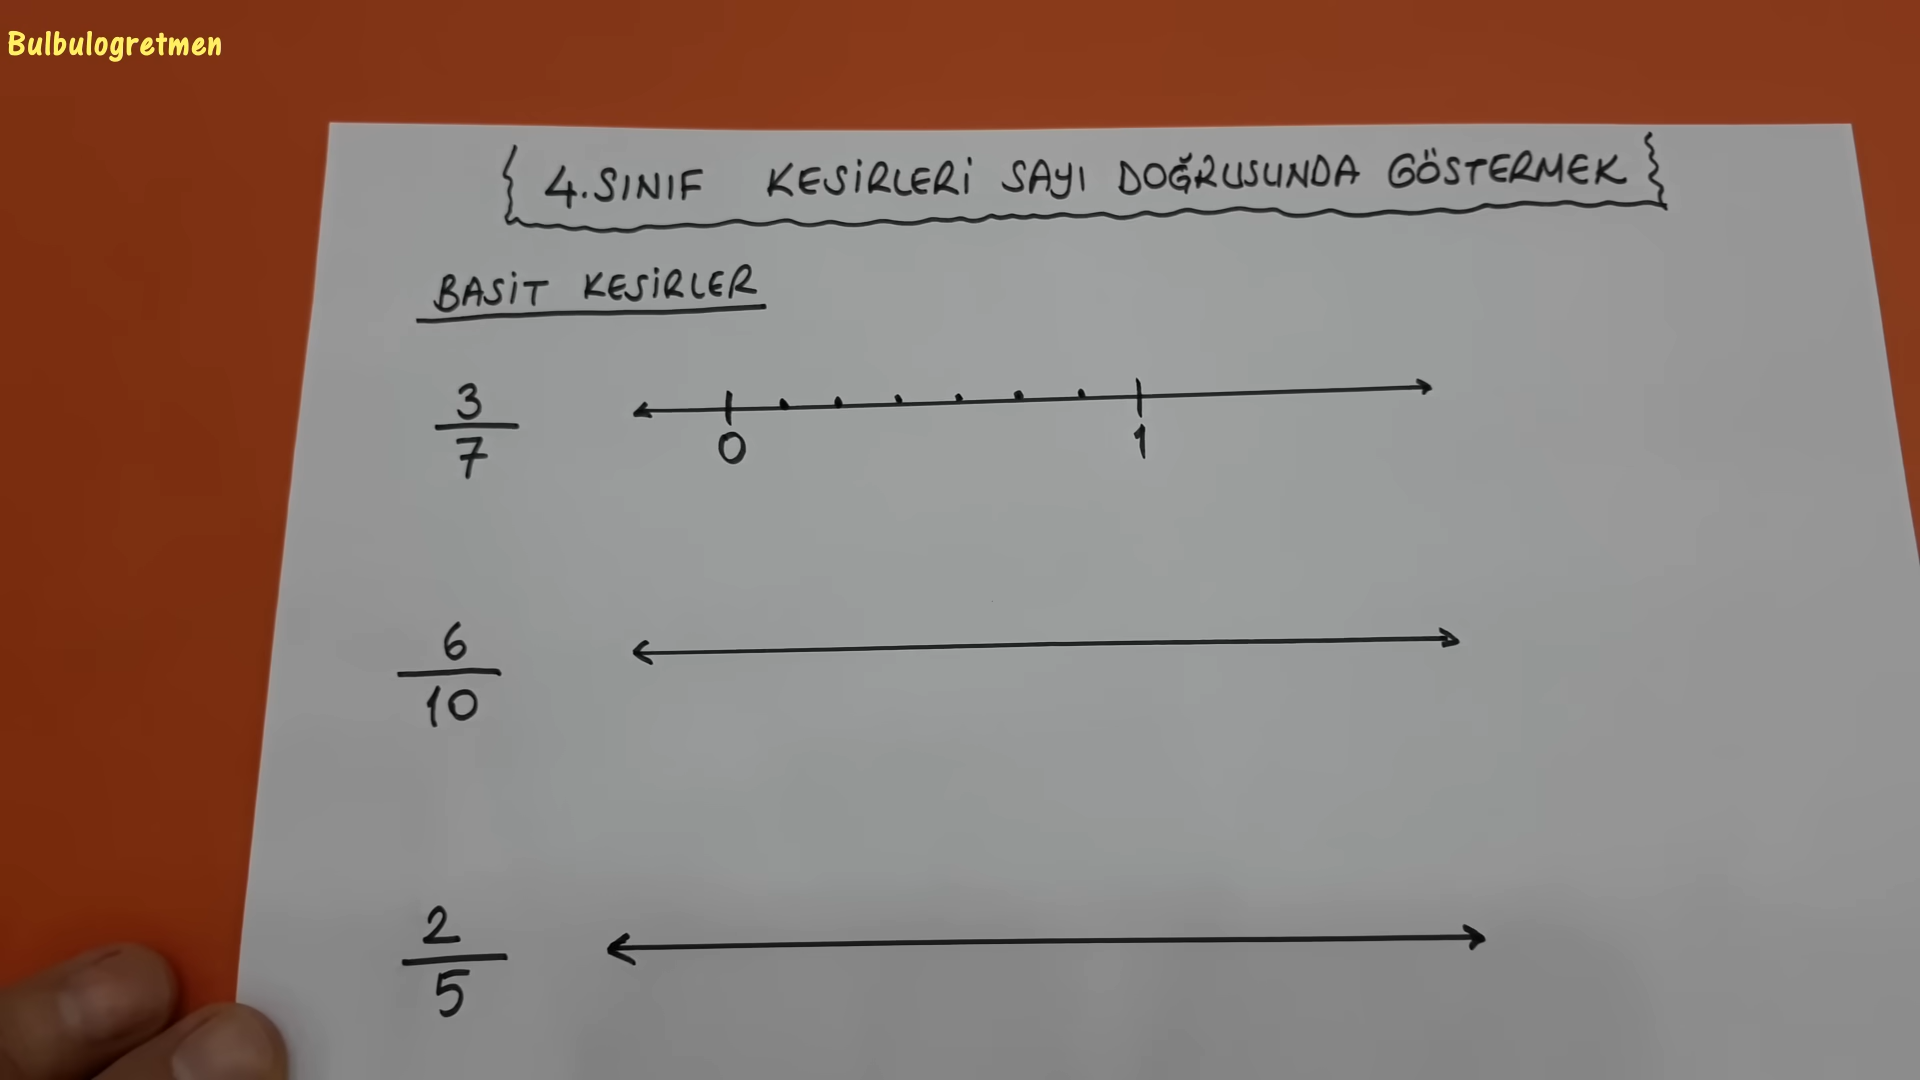 Bulbulogretmen
4.SINIF KESİRLERİ SAYI DOĞRUSUNDA GÖSTERMEK
BASİT KESİRLER
3
7
0 1
6
10
2
5